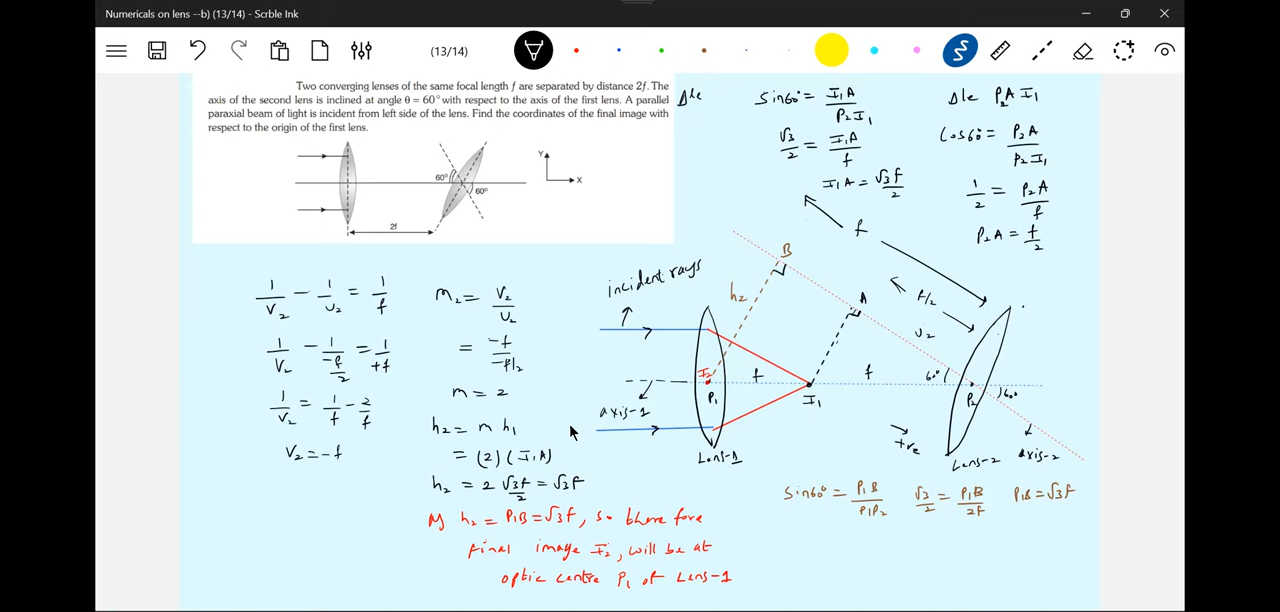 Numericals on lens --b) (13/14) - Scrble Ink
(13/14)
Two converging lenses of the same focal length f are separated by distance 2f. The
axis of the second lens is inclined at angle θ = 60° with respect to the axis of the first lens. A parallel
paraxial beam of light is incident from left side of the lens. Find the coordinates of the final image with
respect to the origin of the first lens.
60°
60°
2f
Y
X
Δle
Sin60° = I₁A / P₂I₁
√3/2 = I₁A / f
I₁A = √3f/2
Δle P₂AI₁
Cos60° = P₂A / P₂I₁
1/2 = P₂A / f
P₂A = f/2
1/V₂ - 1/U₂ = 1/f
1/V₂ - 1/(-f/2) = 1/+f
1/V₂ = 1/f - 2/f
V₂ = -f
m₂ = V₂/U₂
= -f / -f/2
m = 2
h₂ = m h₁
= (2) (I₁A)
h₂ = 2 √3f/2 = √3f
h₂ = P₁B = √3f, so there fore
final image I₂, will be at
optic centre P₁ of Lens-1
incident rays
axis-1
Lens-1
I₂
P₁
h₂
B
A
f
f
f
f/2
U₂
I₁
60°
P₂
60°
+ve
Lens-2
axis-2
Sin60° = P₁B / P₁P₂
√3/2 = P₁B / 2f
P₁B = √3f